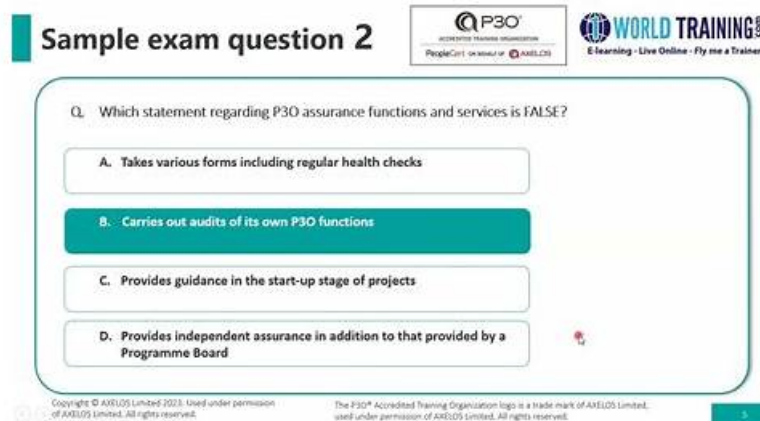 Sample exam question 2
P3O®
ACCREDITED TRAINING ORGANIZATION
PeopleCert ON BEHALF OF AXELOS
WORLD TRAINING
E-learning - Live Online - Fly me a Trainer
Q. Which statement regarding P3O assurance functions and services is FALSE?
A. Takes various forms including regular health checks
B. Carries out audits of its own P3O functions
C. Provides guidance in the start-up stage of projects
D. Provides independent assurance in addition to that provided by a
Programme Board
Copyright © AXELOS Limited 2023. Used under permission
of AXELOS Limited. All rights reserved.
The P3O® Accredited Training Organization logo is a trade mark of AXELOS Limited,
used under permission of AXELOS Limited. All rights reserved.
5